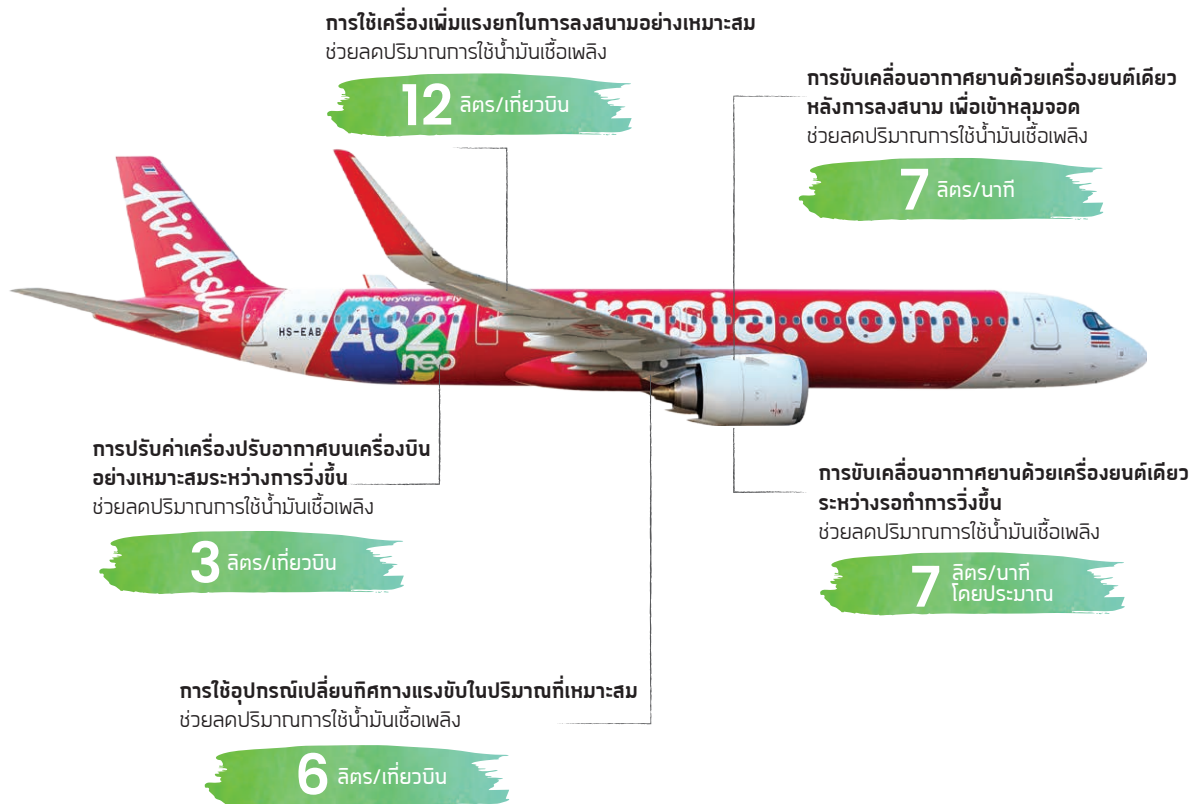 การใช้เครื่องเพิ่มแรงยกในการลงสนามอย่างเหมาะสม
ช่วยลดปริมาณการใช้น้ำมันเชื้อเพลิง
12 ลิตร/เที่ยวบิน
การขับเคลื่อนอากาศยานด้วยเครื่องยนต์เดียว
หลังการลงสนาม เพื่อเข้าหลุมจอด
ช่วยลดปริมาณการใช้น้ำมันเชื้อเพลิง
7 ลิตร/นาที
AirAsia
Now Everyone Can Fly
HS-EAB
A321
neo
irasia.com
การปรับค่าเครื่องปรับอากาศบนเครื่องบิน
อย่างเหมาะสมระหว่างการวิ่งขึ้น
ช่วยลดปริมาณการใช้น้ำมันเชื้อเพลิง
3 ลิตร/เที่ยวบิน
การขับเคลื่อนอากาศยานด้วยเครื่องยนต์เดียว
ระหว่างรอทำการวิ่งขึ้น
ช่วยลดปริมาณการใช้น้ำมันเชื้อเพลิง
7 ลิตร/นาที
โดยประมาณ
การใช้อุปกรณ์เปลี่ยนทิศทางแรงขับในปริมาณที่เหมาะสม
ช่วยลดปริมาณการใช้น้ำมันเชื้อเพลิง
6 ลิตร/เที่ยวบิน